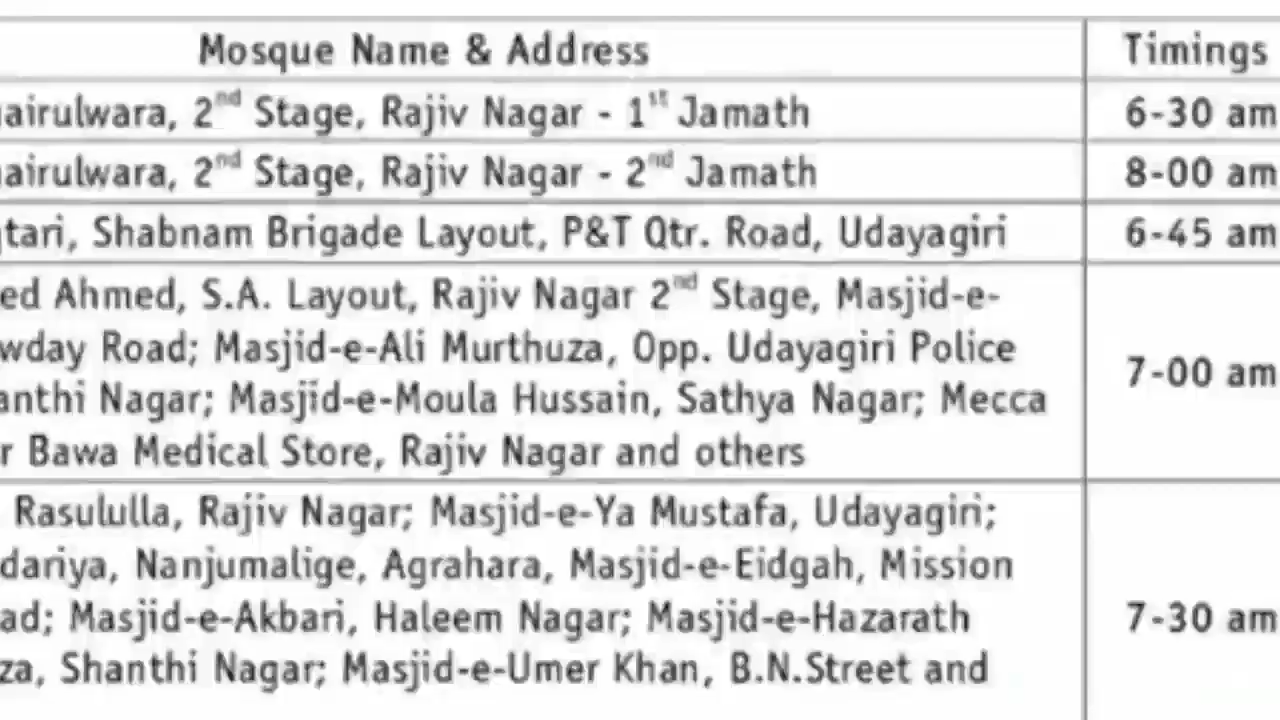 Mosque Name & Address Timings
airulwara, 2nd Stage, Rajiv Nagar - 1st Jamath 6-30 am
airulwara, 2nd Stage, Rajiv Nagar - 2nd Jamath 8-00 am
tari, Shabnam Brigade Layout, P&T Qtr. Road, Udayagiri 6-45 am
ed Ahmed, S.A. Layout, Rajiv Nagar 2nd Stage, Masjid-e-
wday Road; Masjid-e-Ali Murthuza, Opp. Udayagiri Police
7-00 am
anthi Nagar; Masjid-e-Moula Hussain, Sathya Nagar; Mecca
r Bawa Medical Store, Rajiv Nagar and others
Rasululla, Rajiv Nagar; Masjid-e-Ya Mustafa, Udayagiri;
dariya, Nanjumalige, Agrahara, Masjid-e-Eidgah, Mission
ad; Masjid-e-Akbari, Haleem Nagar; Masjid-e-Hazarath 7-30 am
za, Shanthi Nagar; Masjid-e-Umer Khan, B.N.Street and